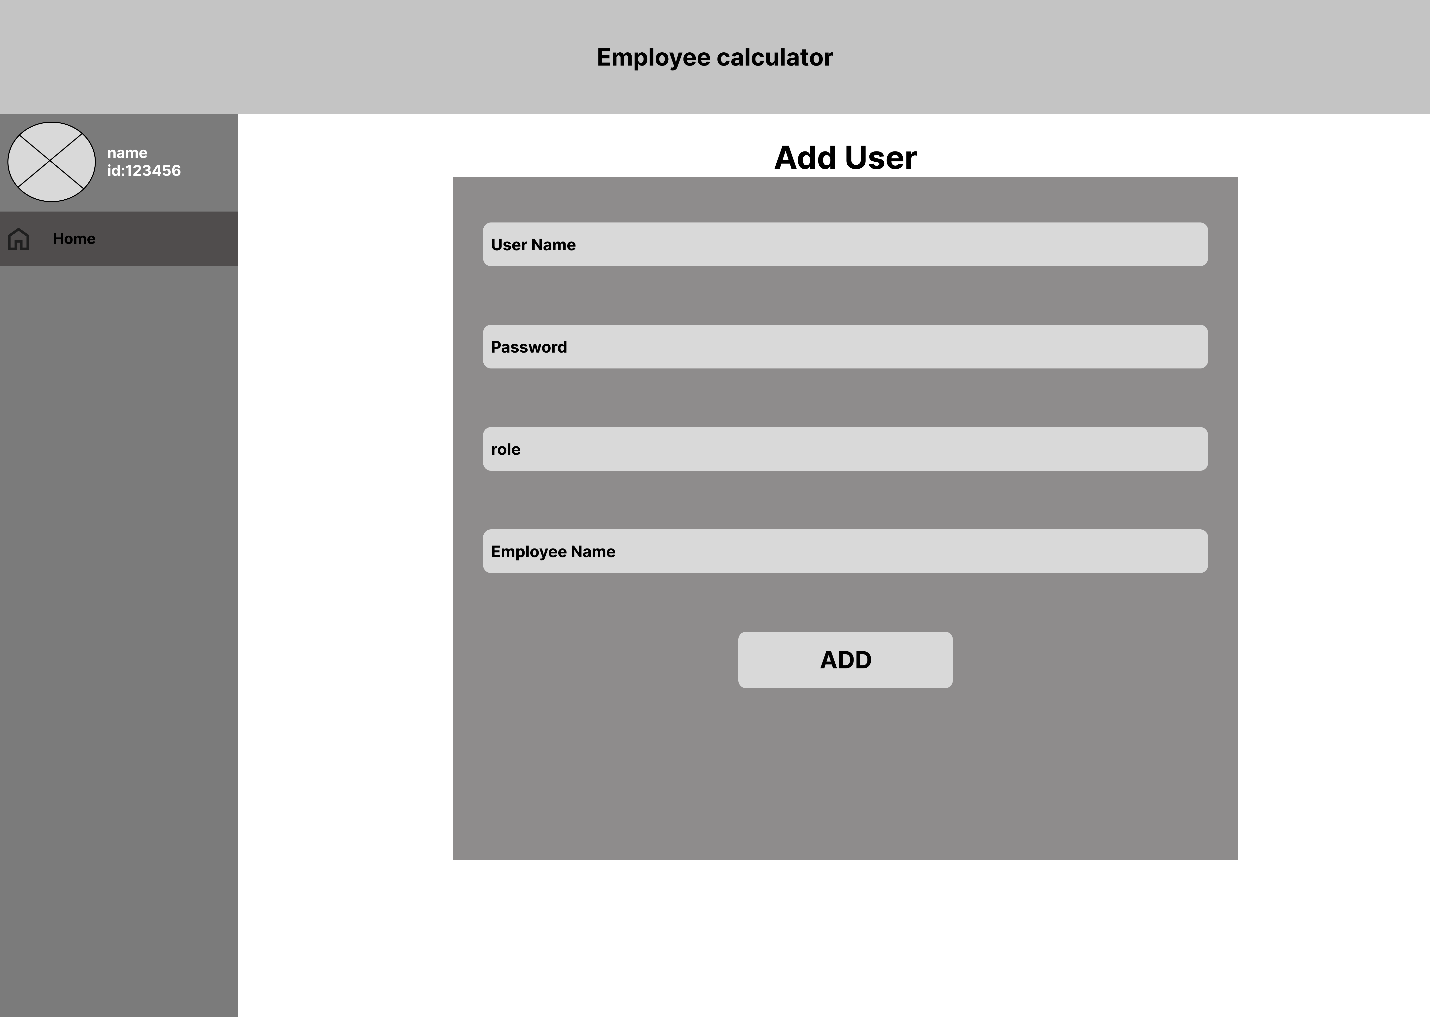 Employee calculator
name
id:123456
Home
Add User
User Name
Password
role
Employee Name
ADD